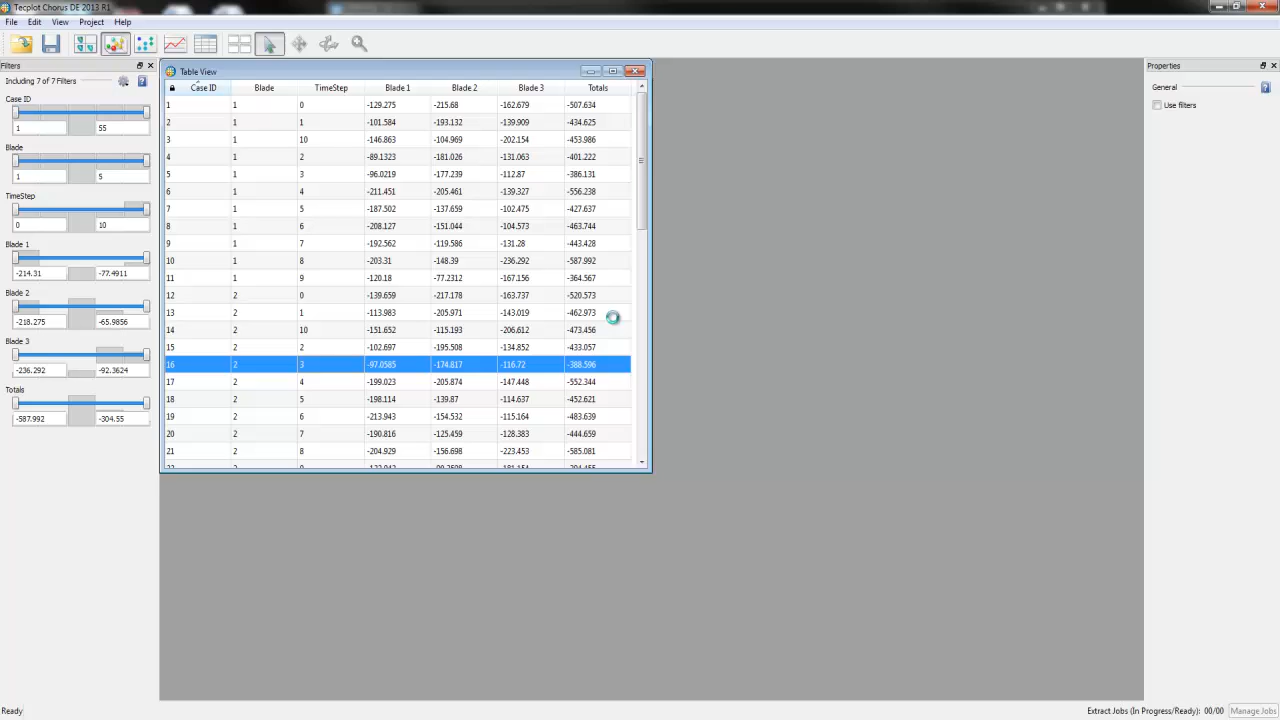 Tecplot Chorus DE 2013 R1
File Edit View Project Help
Filters
Including 7 of 7 Filters
Case ID
1 55
Blade
1 5
TimeStep
0 10
Blade 1
-214.31 -77.4911
Blade 2
-218.275 -65.9856
Blade 3
-236.292 -92.3624
Totals
-587.992 -304.55
Table View
Case ID Blade TimeStep Blade 1 Blade 2 Blade 3 Totals
1 1 0 -129.275 -215.68 -162.679 -507.634
2 1 1 -101.584 -193.132 -139.909 -434.625
3 1 10 -146.863 -104.969 -202.154 -453.986
4 1 2 -89.1323 -181.026 -131.063 -401.222
5 1 3 -96.0219 -177.239 -112.87 -386.131
6 1 4 -211.451 -205.461 -139.327 -556.238
7 1 5 -187.502 -137.659 -102.475 -427.637
8 1 6 -208.127 -151.044 -104.573 -463.744
9 1 7 -192.562 -119.586 -131.28 -443.428
10 1 8 -203.31 -148.39 -236.292 -587.992
11 1 9 -120.18 -77.2312 -167.156 -364.567
12 2 0 -139.659 -217.178 -163.737 -520.573
13 2 1 -113.983 -205.971 -143.019 -462.973
14 2 10 -151.652 -115.193 -206.612 -473.456
15 2 2 -102.697 -195.508 -134.852 -433.057
16 2 3 -97.0585 -174.817 -116.72 -388.596
17 2 4 -199.023 -205.874 -147.448 -552.344
18 2 5 -198.114 -139.87 -114.637 -452.621
19 2 6 -213.943 -154.532 -115.164 -483.639
20 2 7 -190.816 -125.459 -128.383 -444.659
21 2 8 -204.929 -156.698 -223.453 -585.081
Properties
General
Use filters
Ready
Extract Jobs (In Progress/Ready): 00/00 Manage Jobs